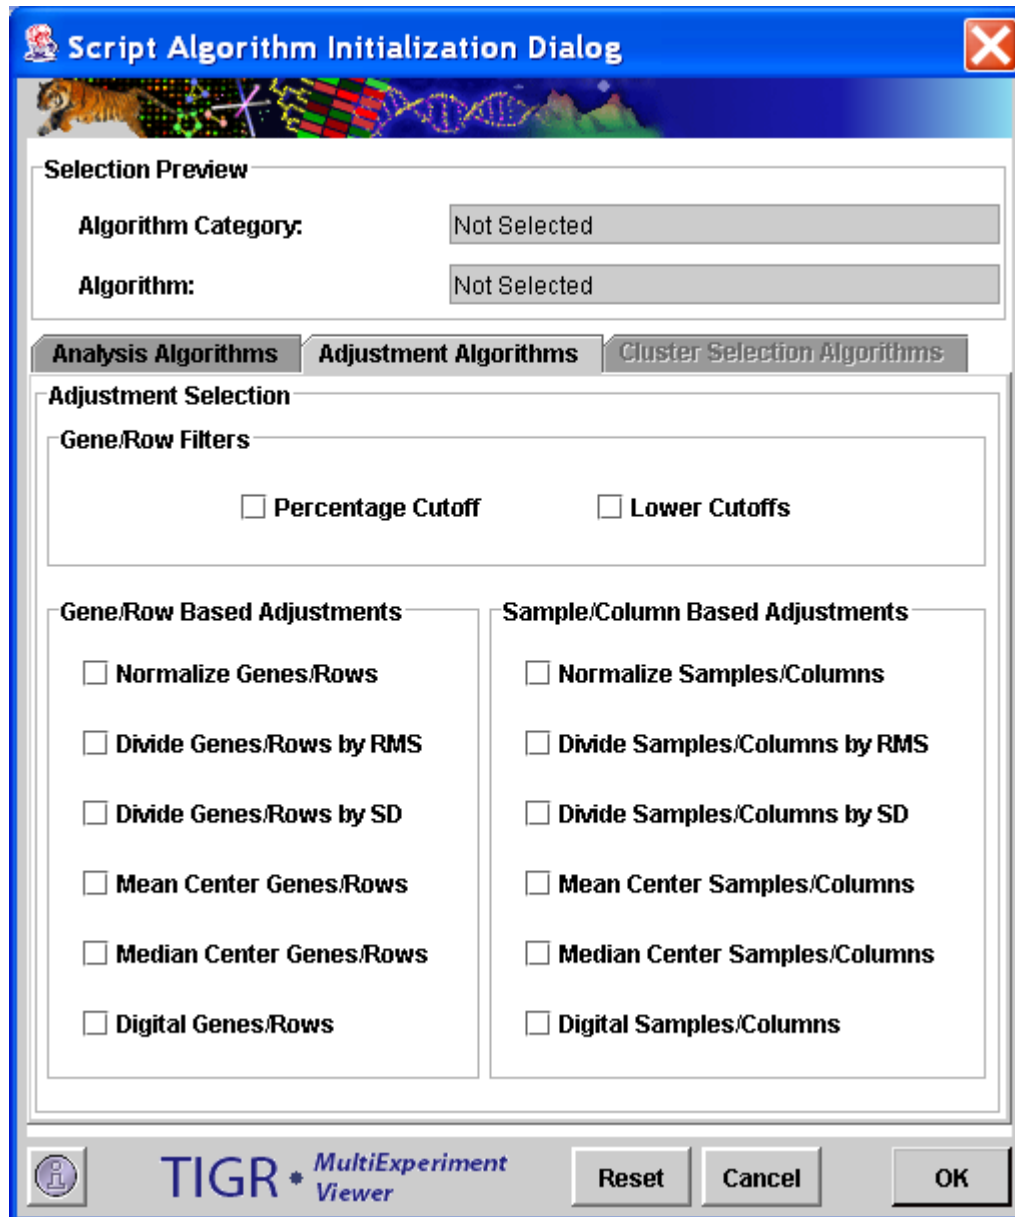 Script Algorithm Initialization Dialog
Selection Preview
Algorithm Category: Not Selected
Algorithm: Not Selected
Analysis Algorithms Adjustment Algorithms Cluster Selection Algorithms
Adjustment Selection
Gene/Row Filters
Percentage Cutoff Lower Cutoffs
Gene/Row Based Adjustments
Normalize Genes/Rows
Divide Genes/Rows by RMS
Divide Genes/Rows by SD
Mean Center Genes/Rows
Median Center Genes/Rows
Digital Genes/Rows
Sample/Column Based Adjustments
Normalize Samples/Columns
Divide Samples/Columns by RMS
Divide Samples/Columns by SD
Mean Center Samples/Columns
Median Center Samples/Columns
Digital Samples/Columns
TIGR • MultiExperiment
Viewer
Reset Cancel OK